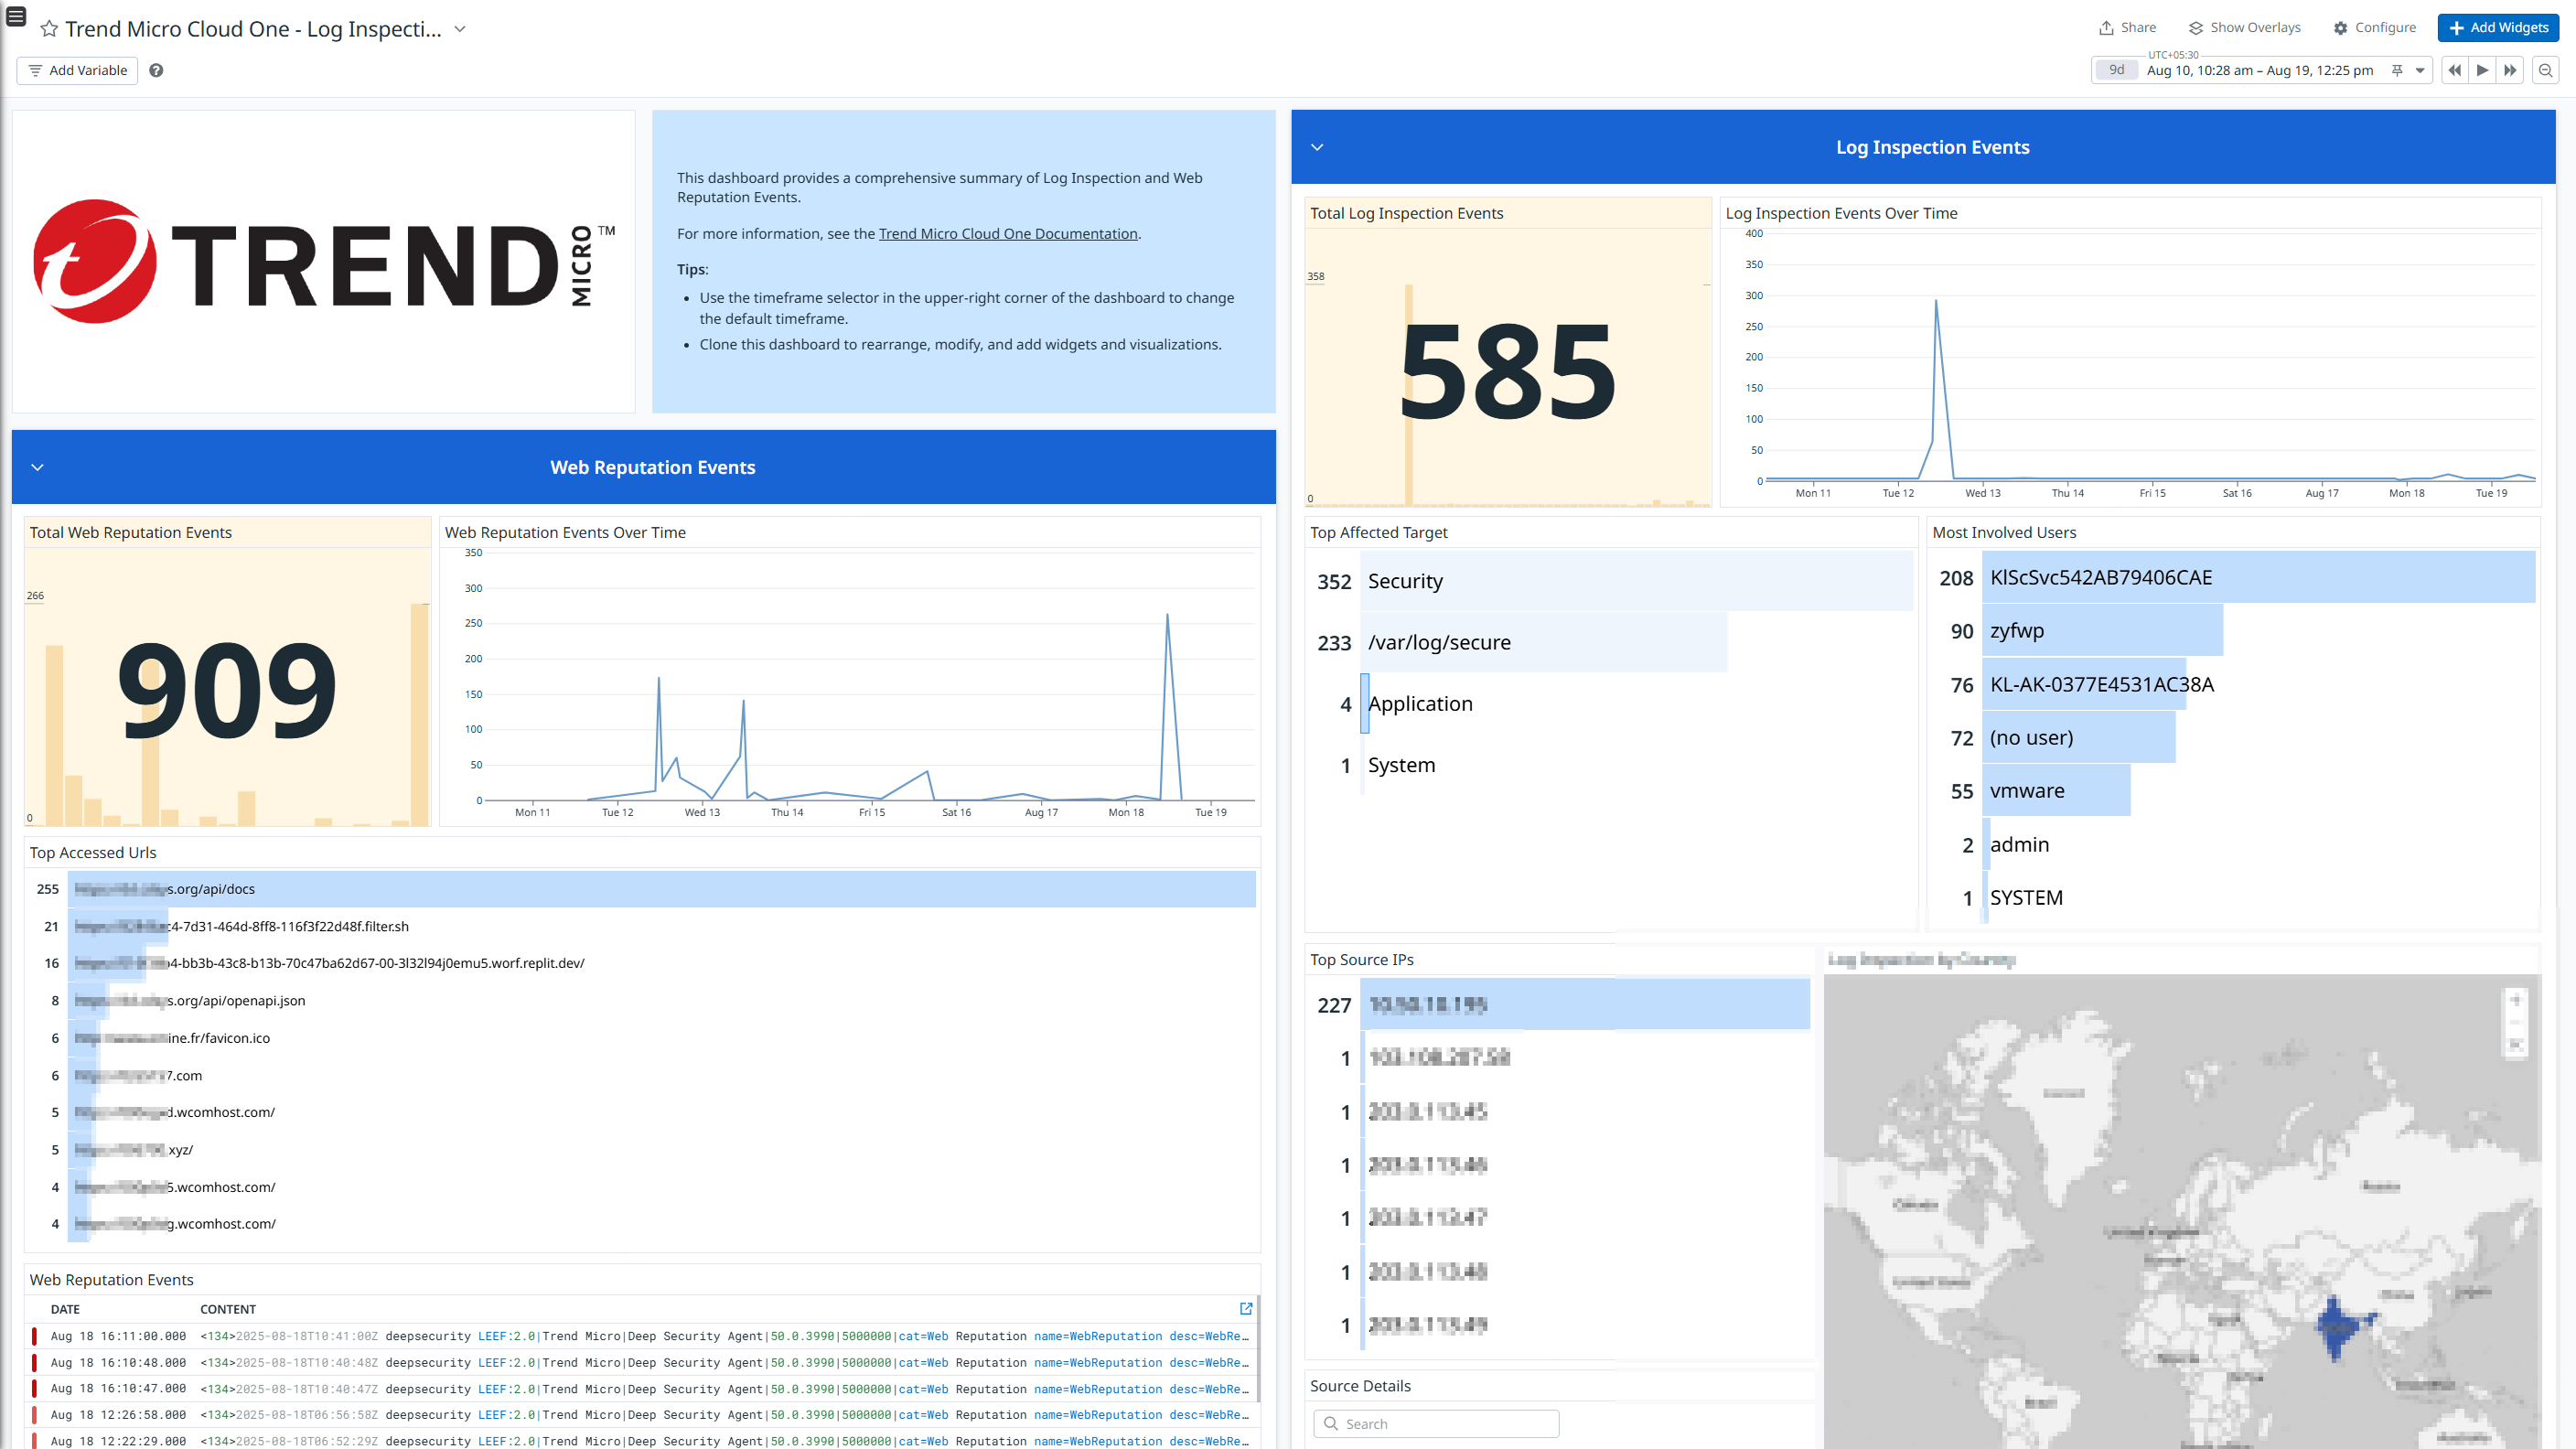 Trend Micro Cloud One - Log Inspecti...
Share
Show Overlays
Configure
Add Widgets
Add Variable
UTC+05:30
9d
Aug 10, 10:28 am – Aug 19, 12:25 pm
TREND
MICRO
TM
This dashboard provides a comprehensive summary of Log Inspection and Web
Reputation Events.
For more information, see the Trend Micro Cloud One Documentation.
Tips:
• Use the timeframe selector in the upper-right corner of the dashboard to change
the default timeframe.
• Clone this dashboard to rearrange, modify, and add widgets and visualizations.
Web Reputation Events
Total Web Reputation Events
266
909
0
Web Reputation Events Over Time
350
300
250
200
150
100
50
0
Mon 11
Tue 12
Wed 13
Thu 14
Fri 15
Sat 16
Aug 17
Mon 18
Tue 19
Top Accessed Urls
255 s.org/api/docs
21 c4-7d31-464d-8ff8-116f3f22d48f.filter.sh
16 4-bb3b-43c8-b13b-70c47ba62d67-00-3l32l94j0emu5.worf.replit.dev/
8 s.org/api/openapi.json
6 ine.fr/favicon.ico
6 7.com
5 d.wcomhost.com/
5 .xyz/
4 5.wcomhost.com/
4 g.wcomhost.com/
Web Reputation Events
DATE CONTENT
Aug 18 16:11:00.000 <134>2025-08-18T10:41:00Z deepsecurity LEEF:2.0|Trend Micro|Deep Security Agent|50.0.3990|5000000|cat=Web Reputation name=WebReputation desc=WebRe…
Aug 18 16:10:48.000 <134>2025-08-18T10:40:48Z deepsecurity LEEF:2.0|Trend Micro|Deep Security Agent|50.0.3990|5000000|cat=Web Reputation name=WebReputation desc=WebRe…
Aug 18 16:10:47.000 <134>2025-08-18T10:40:47Z deepsecurity LEEF:2.0|Trend Micro|Deep Security Agent|50.0.3990|5000000|cat=Web Reputation name=WebReputation desc=WebRe…
Aug 18 12:26:58.000 <134>2025-08-18T06:56:58Z deepsecurity LEEF:2.0|Trend Micro|Deep Security Agent|50.0.3990|5000000|cat=Web Reputation name=WebReputation desc=WebRe…
Aug 18 12:22:29.000 <134>2025-08-18T06:52:29Z deepsecurity LEEF:2.0|Trend Micro|Deep Security Agent|50.0.3990|5000000|cat=Web Reputation name=WebReputation desc=WebRe…
Log Inspection Events
Total Log Inspection Events
358
585
0
Log Inspection Events Over Time
400
350
300
250
200
150
100
50
0
Mon 11
Tue 12
Wed 13
Thu 14
Fri 15
Sat 16
Aug 17
Mon 18
Tue 19
Top Affected Target
352 Security
233 /var/log/secure
4 Application
1 System
Most Involved Users
208 KlScSvc542AB79406CAE
90 zyfwp
76 KL-AK-0377E4531AC38A
72 (no user)
55 vmware
2 admin
1 SYSTEM
Top Source IPs
227
1
1
1
1
1
1
Source Details
Search